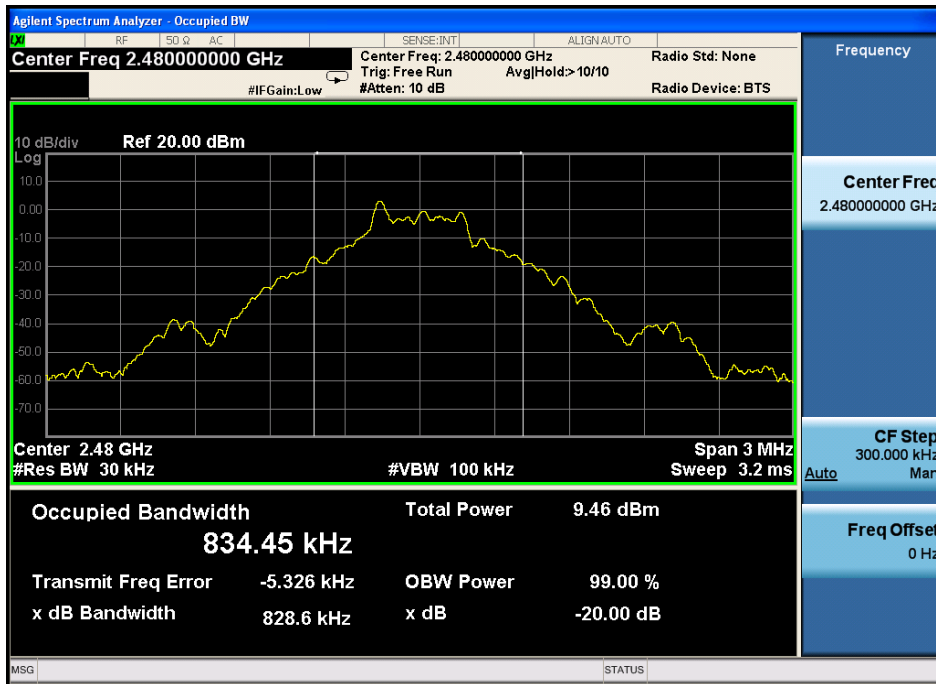 Agilent Spectrum Analyzer - Occupied BW
LXI RF 50 Ω AC SENSE:INT ALIGN AUTO
Center Freq 2.480000000 GHz
#IFGain:Low
Center Freq: 2.480000000 GHz
Trig: Free Run Avg|Hold:> 10/10
#Atten: 10 dB
Radio Std: None
Radio Device: BTS
10 dB/div Ref 20.00 dBm
Log
10.0
0.00
-10.0
-20.0
-30.0
-40.0
-50.0
-60.0
-70.0
Center 2.48 GHz Span 3 MHz
#Res BW 30 kHz #VBW 100 kHz Sweep 3.2 ms
Occupied Bandwidth Total Power 9.46 dBm
834.45 kHz
Transmit Freq Error -5.326 kHz OBW Power 99.00 %
x dB Bandwidth 828.6 kHz x dB -20.00 dB
MSG STATUS
Frequency
Center Freq
2.480000000 GHz
CF Step
300.000 kHz
Auto Man
Freq Offset
0 Hz